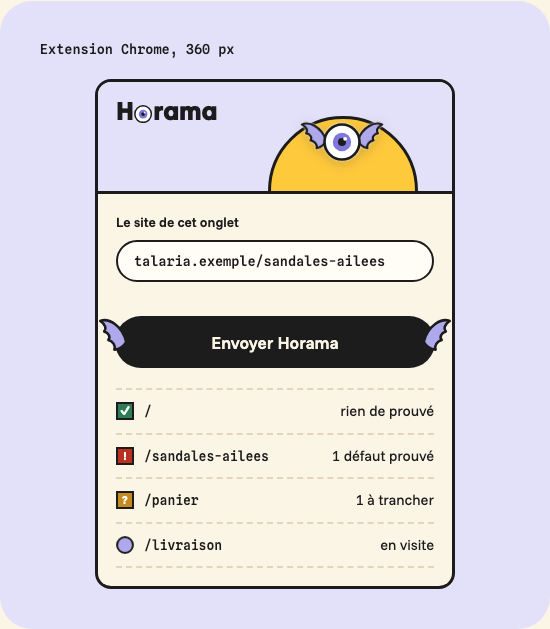 Extension Chrome, 360 px
Horama
Le site de cet onglet
talaria.exemple/sandales-ailees
Envoyer Horama
/ rien de prouvé
! /sandales-ailees 1 défaut prouvé
? /panier 1 à trancher
/livraison en visite